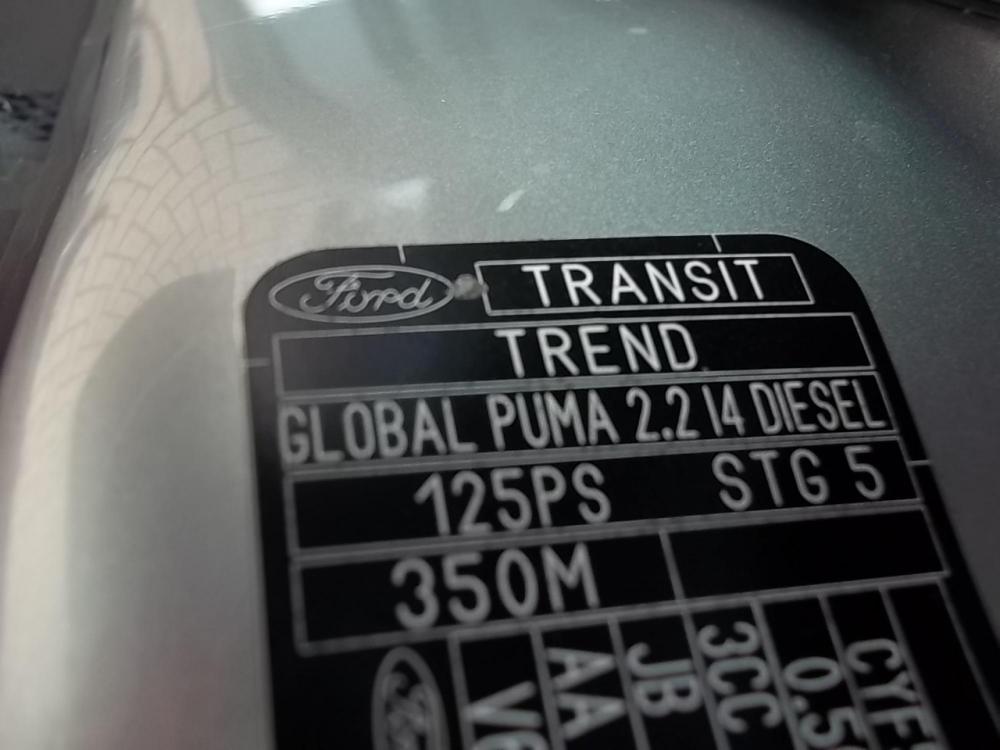 Ford TRANSIT
TREND
GLOBAL PUMA 2.2 I4 DIESEL
125PS STG 5
350M
AA
JB
3CC